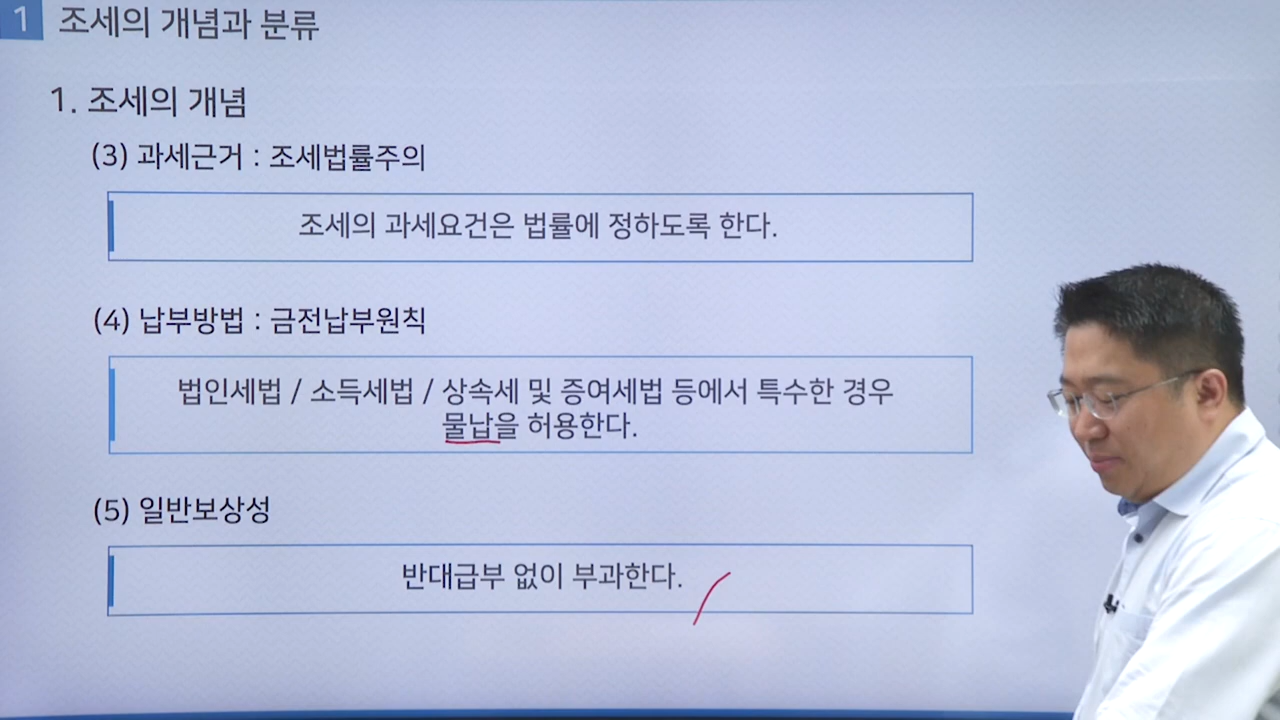 1 조세의 개념과 분류
1. 조세의 개념
(3) 과세근거 : 조세법률주의
조세의 과세요건은 법률에 정하도록 한다.
(4) 납부방법 : 금전납부원칙
법인세법 / 소득세법 / 상속세 및 증여세법 등에서 특수한 경우
물납을 허용한다.
(5) 일반보상성
반대급부 없이 부과한다.